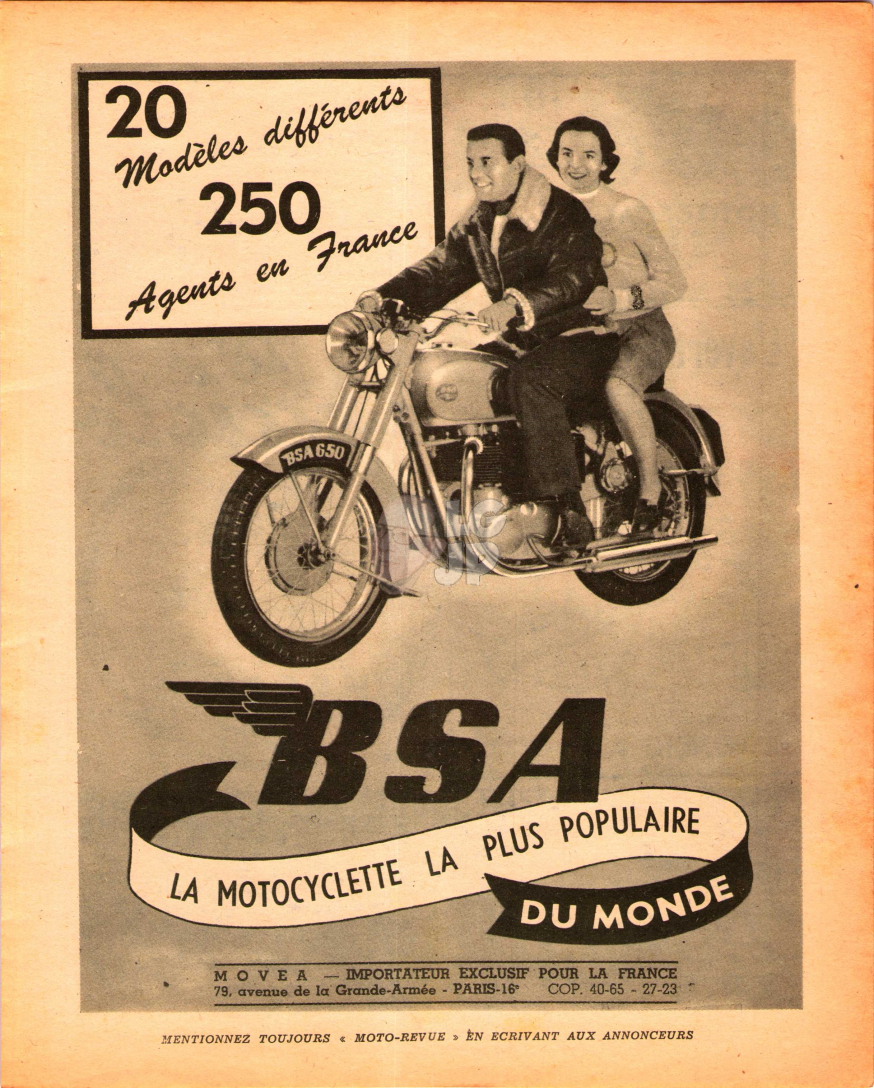 20
Modèles différents
250
Agents en France
BSA 650
BSA
LA MOTOCYCLETTE LA PLUS POPULAIRE
DU MONDE
MOVEA — IMPORTATEUR EXCLUSIF POUR LA FRANCE
79, avenue de la Grande-Armée - PARIS-16e COP. 40-65 - 27-23
MENTIONNEZ TOUJOURS « MOTO-REVUE » EN ECRIVANT AUX ANNONCEURS